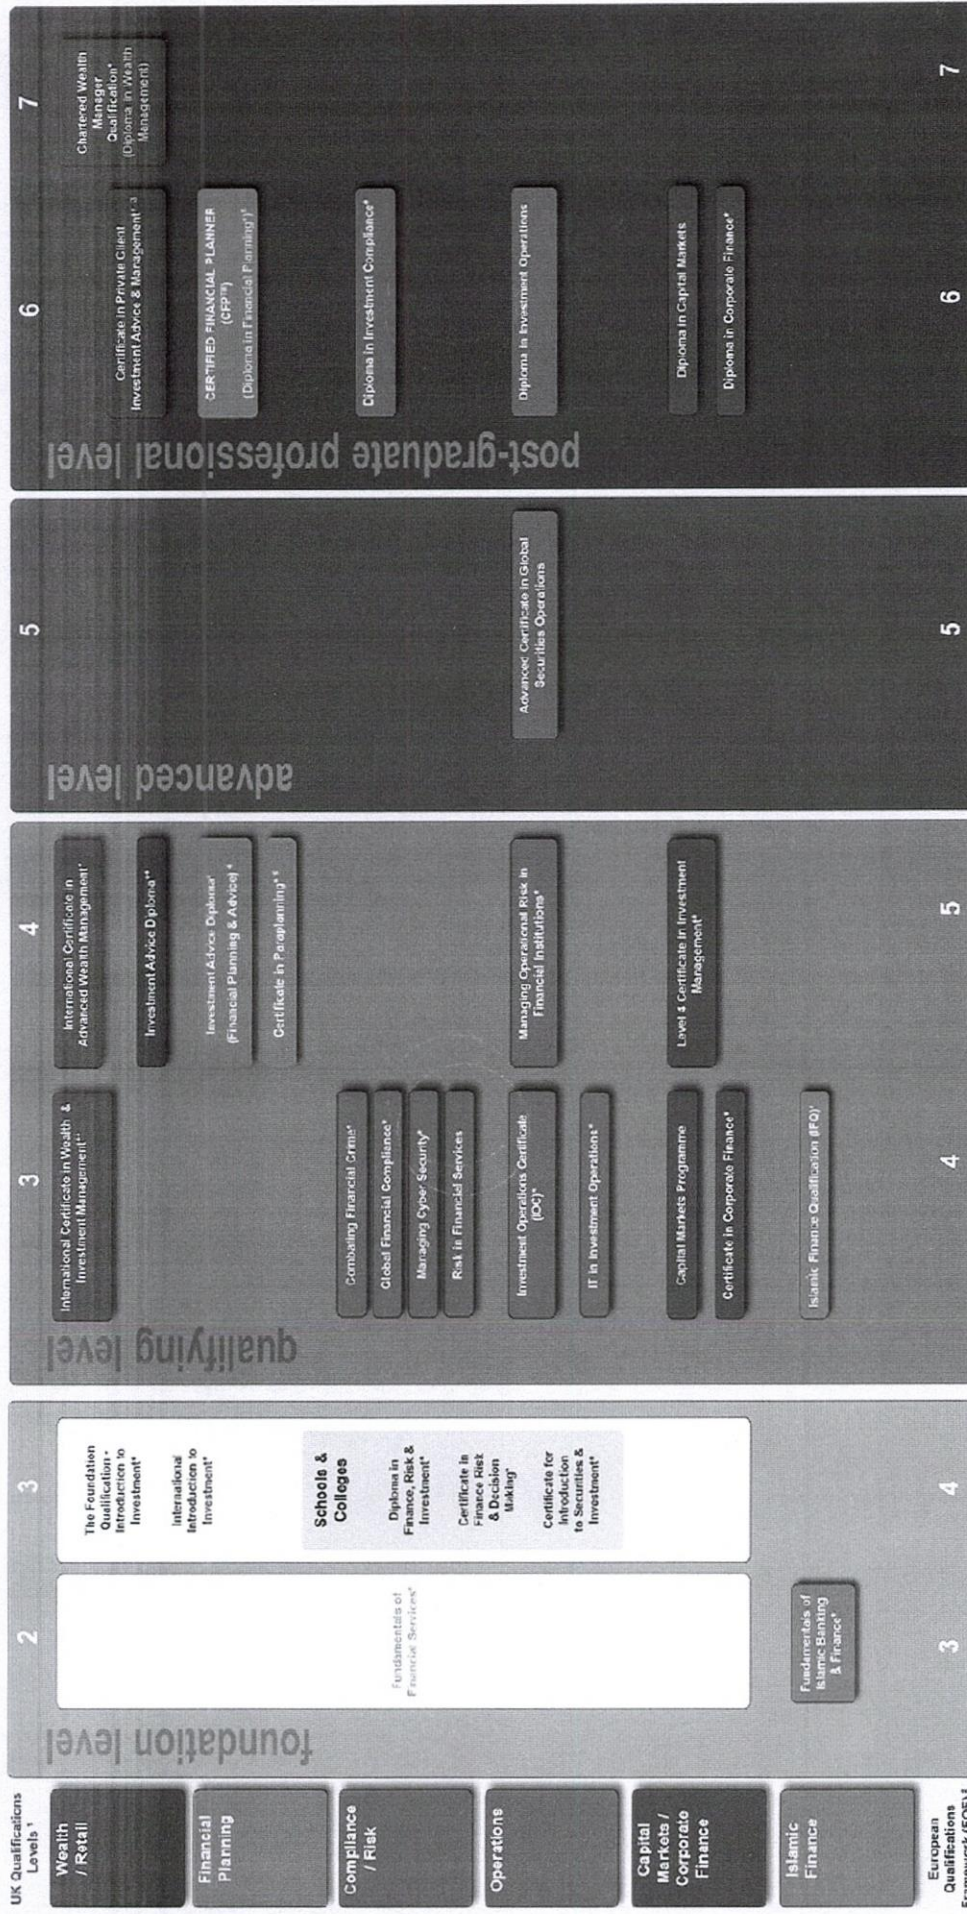 UK Qualifications
Levels ¹
2
3
3
4
5
6
7
Wealth
/ Retail
Financial
Planning
Compliance
/ Risk
Operations
Capital
Markets /
Corporate
Finance
Islamic
Finance
European
Qualifications
Framework (EQF)²
foundation level
Fundamentals of
Financial Services*
Fundamentals of
Islamic Banking
& Finance*
The Foundation
Qualification -
Introduction to
Investment*
International
Introduction to
Investment*
Schools &
Colleges
Diploma in
Finance, Risk &
Investment*
Certificate in
Finance Risk
& Decision
Making*
Certificate for
Introduction
to Securities &
Investment*
qualifying level
International Certificate in Wealth &
Investment Management*
Combating Financial Crime*
Global Financial Compliance*
Managing Cyber Security*
Risk in Financial Services
Investment Operations Certificate
(IOC)*
IT in Investment Operations*
Capital Markets Programme
Certificate in Corporate Finance*
Islamic Finance Qualification (IFQ)*
International Certificate in
Advanced Wealth Management*
Investment Advice Diploma**
Investment Advice Diploma*
(Financial Planning & Advice) ⁴
Certificate in Paraplanning*
Managing Operational Risk in
Financial Institutions*
Level 4 Certificate in Investment
Management*
advanced level
Advanced Certificate in Global
Securities Operations
post-graduate professional level
Certificate in Private Client
Investment Advice & Management*
CERTIFIED FINANCIAL PLANNER
(CFP™)
(Diploma in Financial Planning*)
Diploma in Investment Compliance*
Diploma in Investment Operations
Diploma in Capital Markets
Diploma in Corporate Finance*
Chartered Wealth
Manager
Qualification*
(Diploma in Wealth
Management)
3
4
4
5
5
6
7